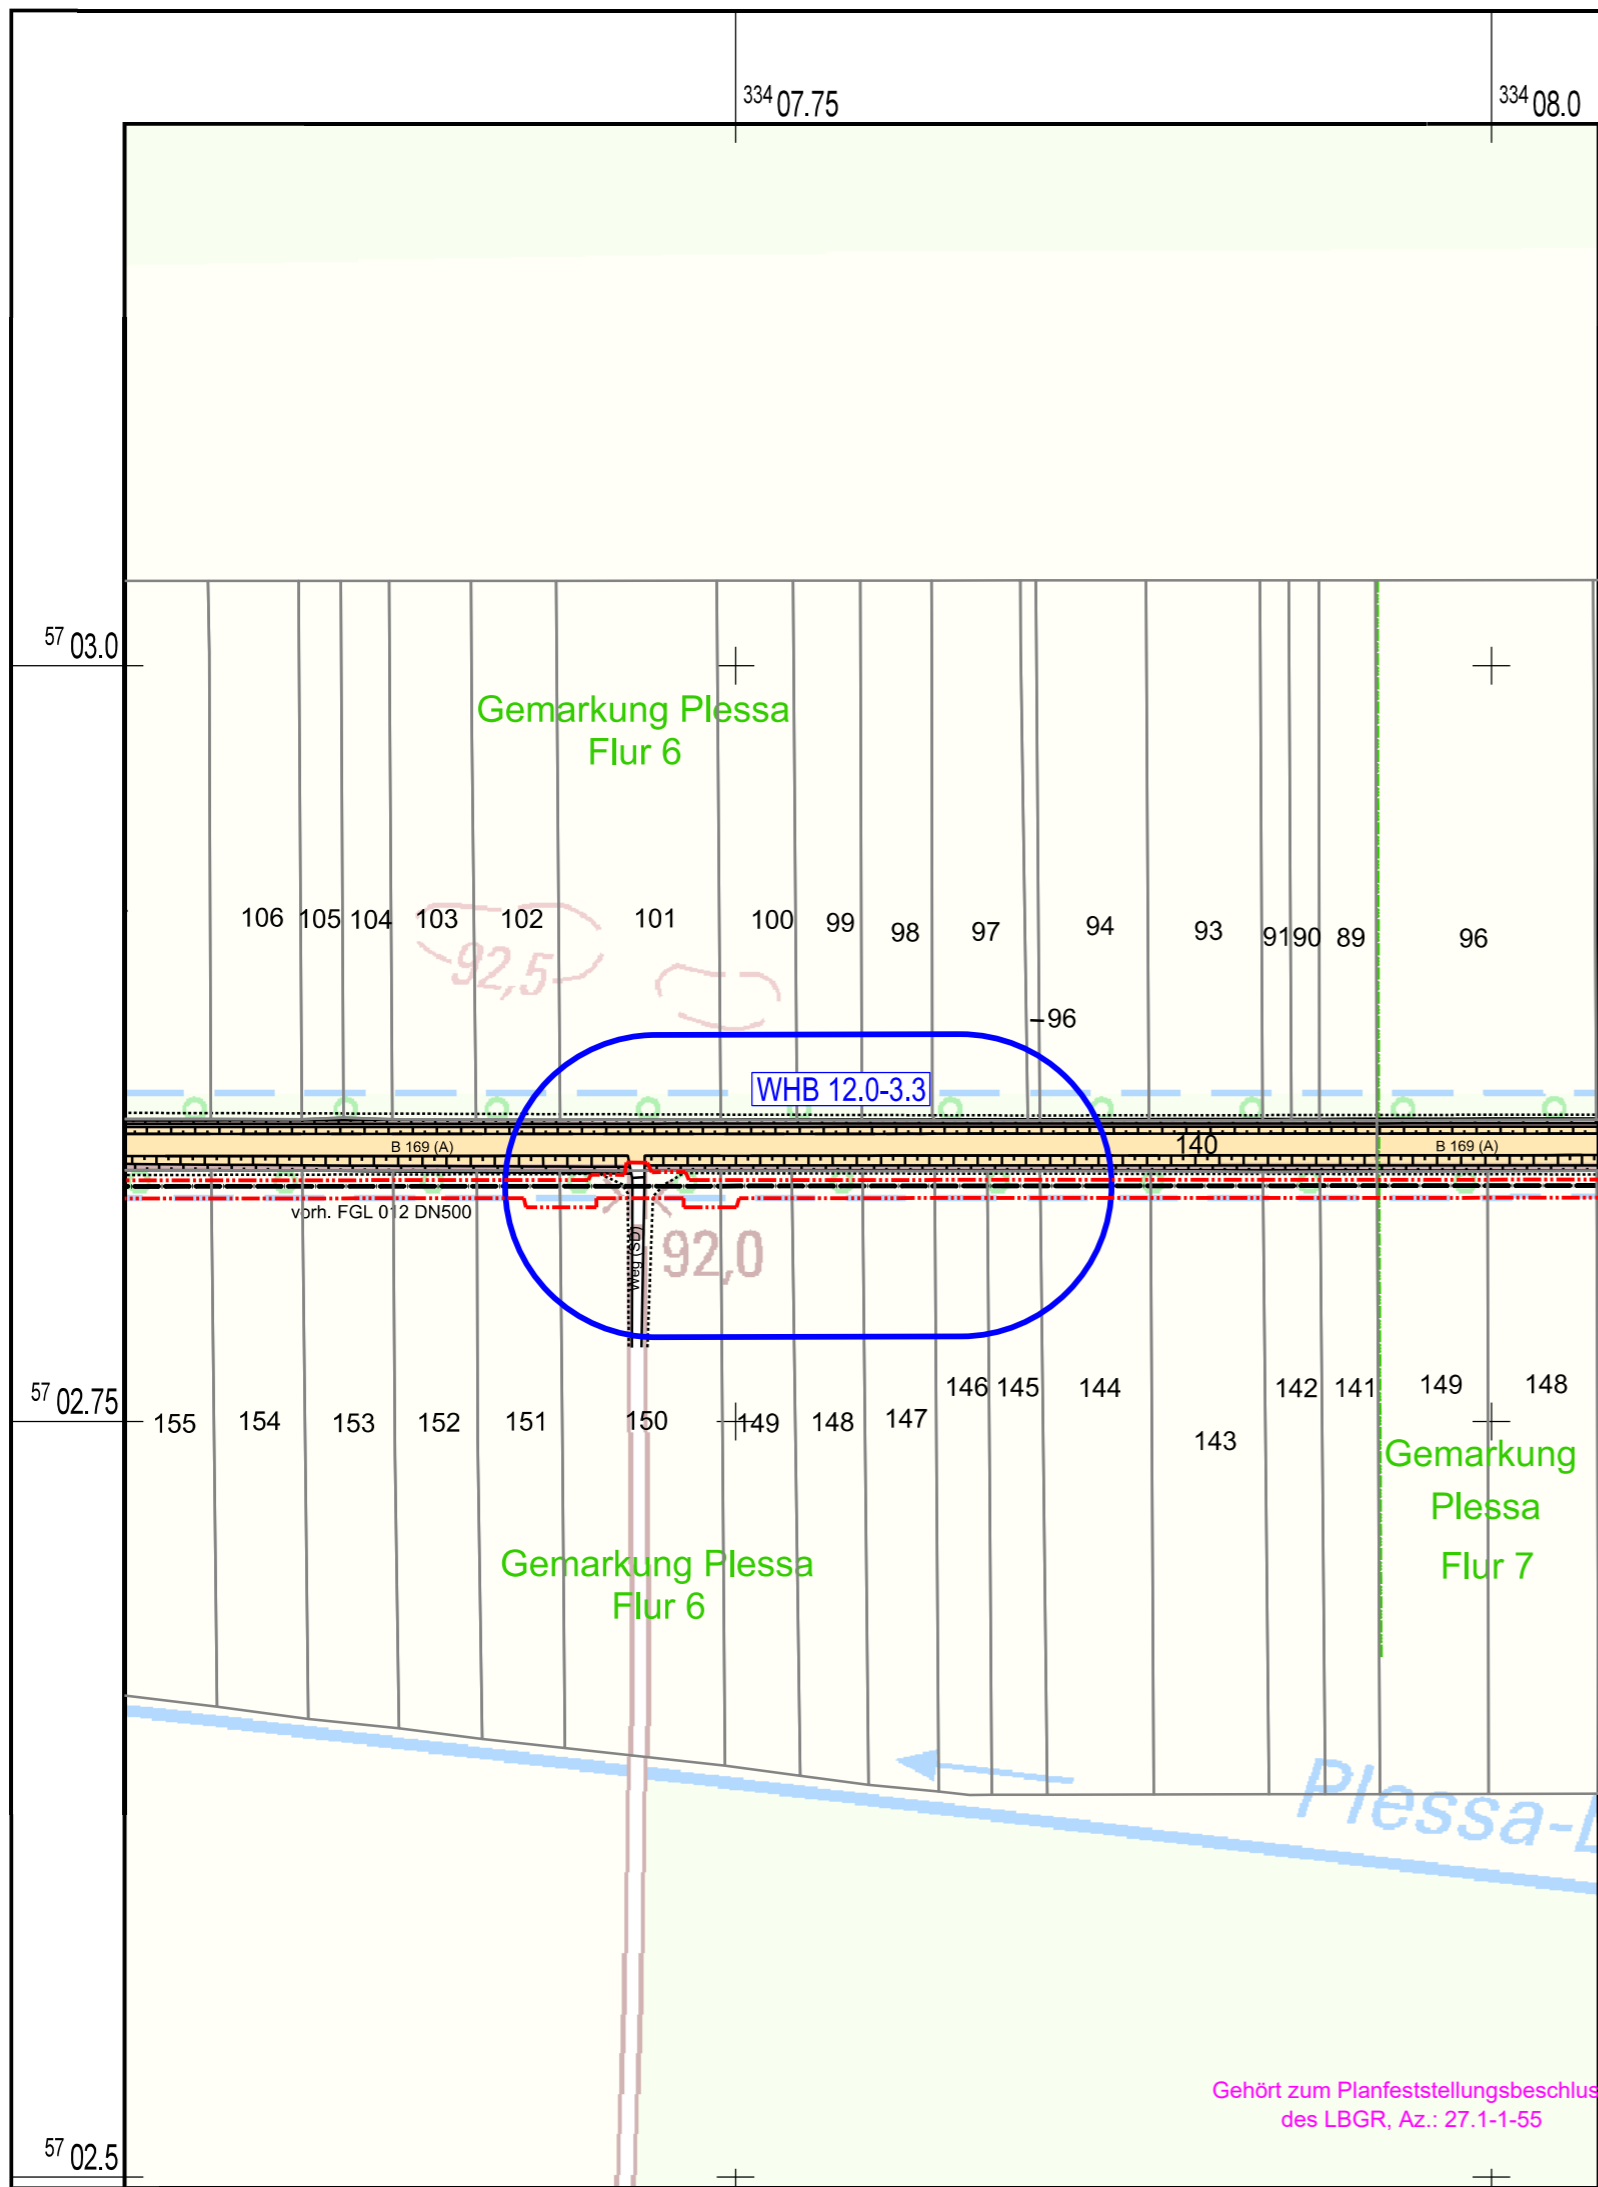 334 07.75
334 08.0
57 03.0
Gemarkung Plessa
Flur 6
106 105 104 103 102 101 100 99 98 97 94 93 91 90 89 96
92,5
96
WHB 12.0-3.3
B 169 (A)
140
B 169 (A)
vorh. FGL 012 DN500
Weg (SD)
92,0
57 02.75
155 154 153 152 151 150 149 148 147 146 145 144 143 142 141 149 148
Gemarkung
Plessa
Flur 7
Gemarkung Plessa
Flur 6
Plessa-
Gehört zum Planfeststellungsbeschlus
des LBGR, Az.: 27.1-1-55
57 02.5